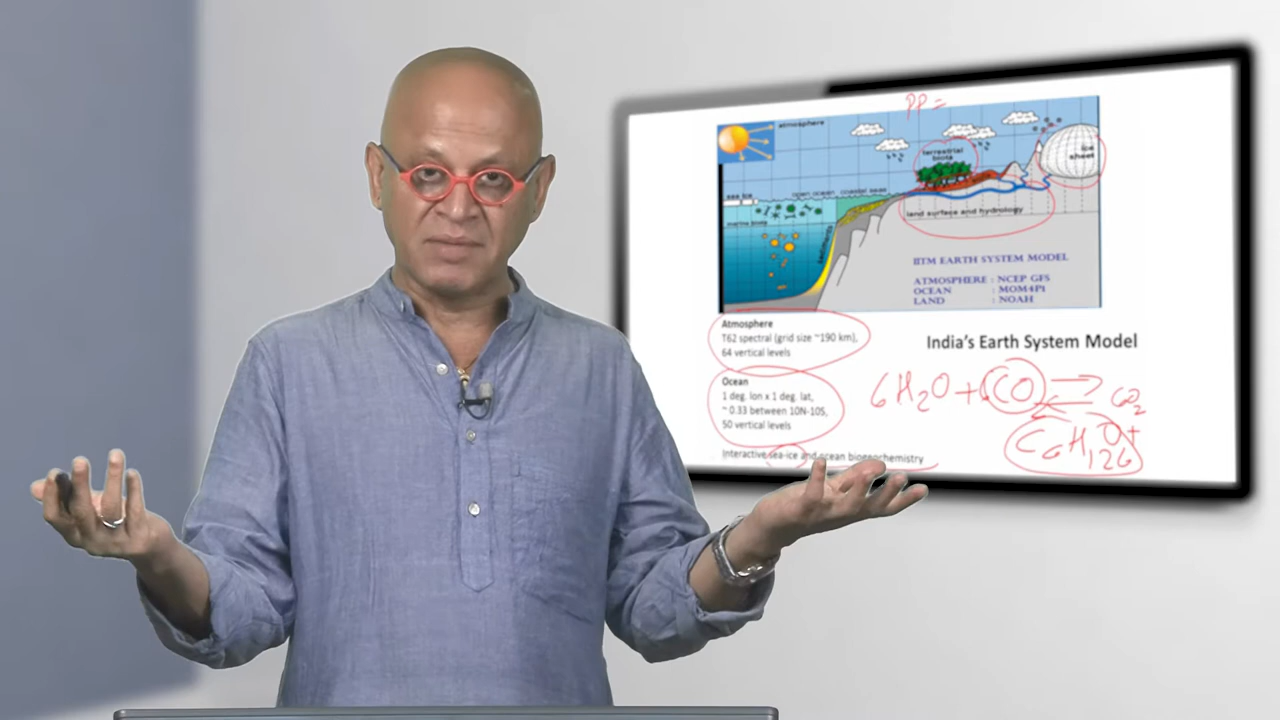 PP =
atmosphere
terrestrial
biota
ice
sheet
sea ice
open ocean
coastal seas
marine biota
land surface and hydrology
sediments
IITM EARTH SYSTEM MODEL
ATMOSPHERE : NCEP GFS
OCEAN : MOM4P1
LAND : NOAH
Atmosphere
T62 spectral (grid size ~190 km),
64 vertical levels
India's Earth System Model
Ocean
1 deg. lon x 1 deg. lat,
~ 0.33 between 10N-10S,
50 vertical levels
6H2O + 6CO
602
C6H12O6 +
Interactive sea-ice and ocean biogeochemistry